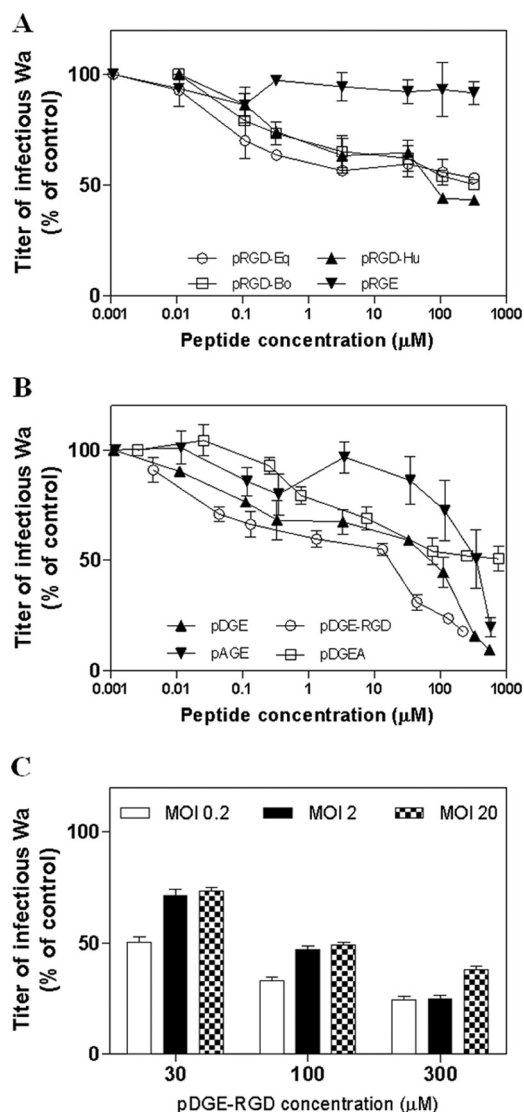 A
Titer of infectious Wa
(% of control)
100
50
0
pRGD-Eq
pRGD-Hu
pRGD-Bo
pRGE
0.001 0.01 0.1 1 10 100 1000
Peptide concentration (μM)
B
Titer of infectious Wa
(% of control)
100
50
0
pDGE
pDGE-RGD
pAGE
pDGEA
0.001 0.01 0.1 1 10 100 1000
Peptide concentration (μM)
C
Titer of infectious Wa
(% of control)
MOI 0.2 MOI 2 MOI 20
100
50
0
30 100 300
pDGE-RGD concentration (μM)